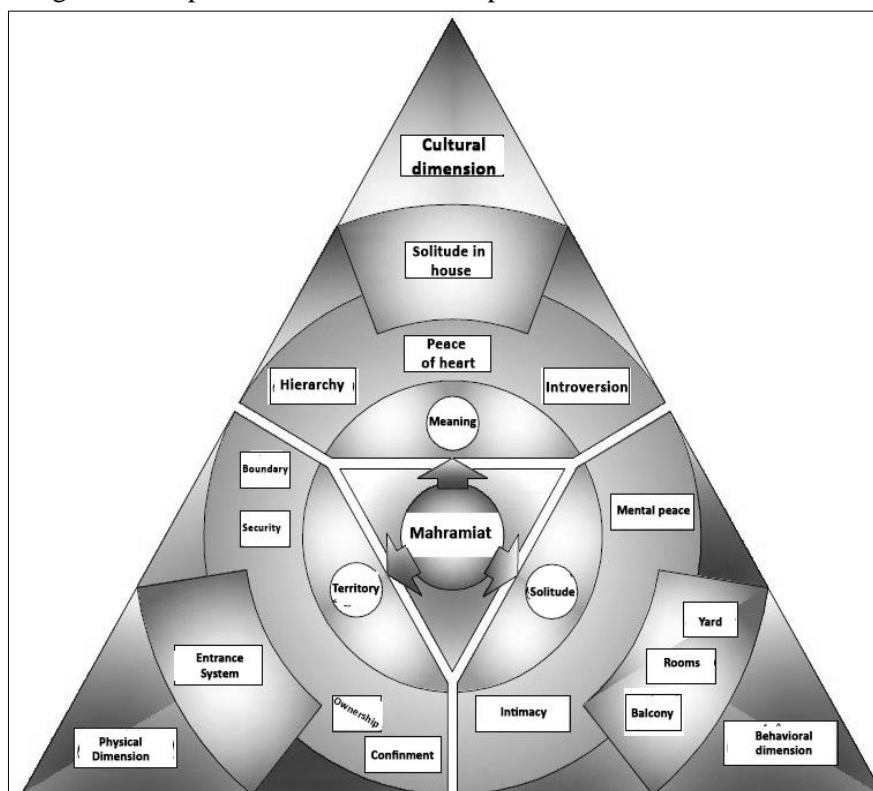 Cultural
dimension
Solitude in
house
Peace
of heart
Hierarchy
Introversion
Meaning
Boundary
Security
Mahramiat
Mental peace
Territory
Solitude
Yard
Entrance
System
Rooms
Ownership
Intimacy
Balcony
Physical
Dimension
Confinment
Behavioral
dimension